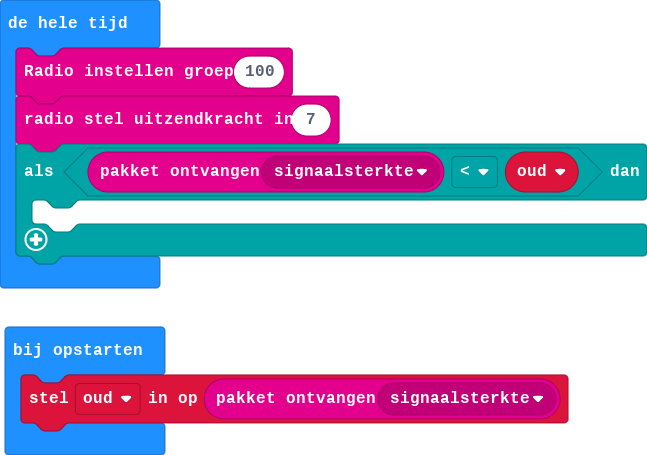 de hele tijd
Radio instellen groep 100
radio stel uitzendkracht in 7
als pakket ontvangen signaalsterkte < oud dan
bij opstarten
stel oud in op pakket ontvangen signaalsterkte